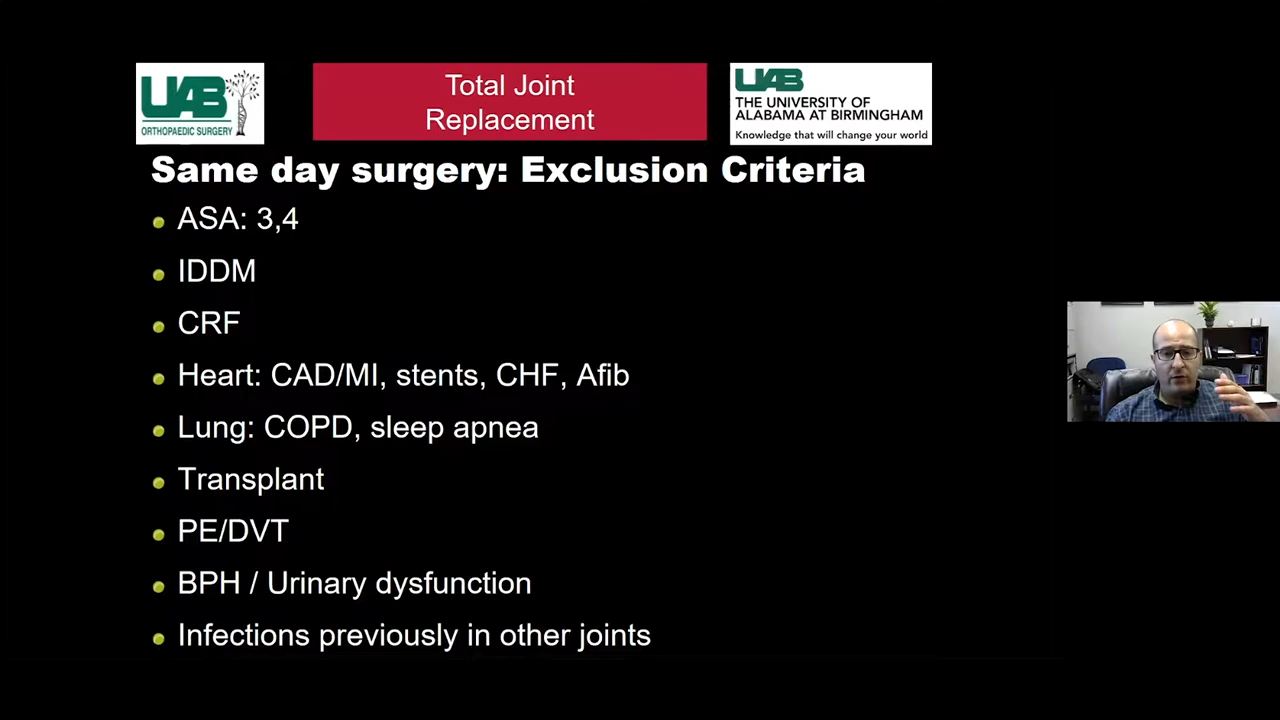 UAB
ORTHOPAEDIC SURGERY
Total Joint
Replacement
UAB
THE UNIVERSITY OF
ALABAMA AT BIRMINGHAM
Knowledge that will change your world
Same day surgery: Exclusion Criteria
ASA: 3,4
IDDM
CRF
Heart: CAD/MI, stents, CHF, Afib
Lung: COPD, sleep apnea
Transplant
PE/DVT
BPH / Urinary dysfunction
Infections previously in other joints